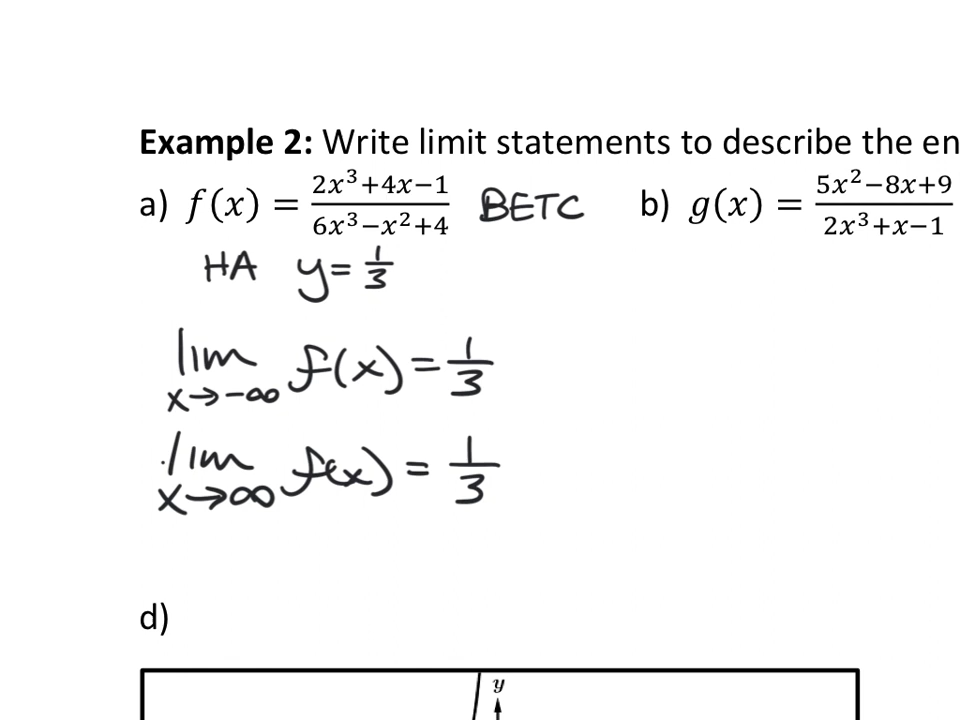 Example 2: Write limit statements to describe the en
a) f(x) = (2x³+4x−1)/(6x³−x²+4) BETC b) g(x) = (5x²−8x+9)/(2x³+x−1)
HA y = 1/3
lim x→−∞ f(x) = 1/3
lim x→∞ f(x) = 1/3
d)
y